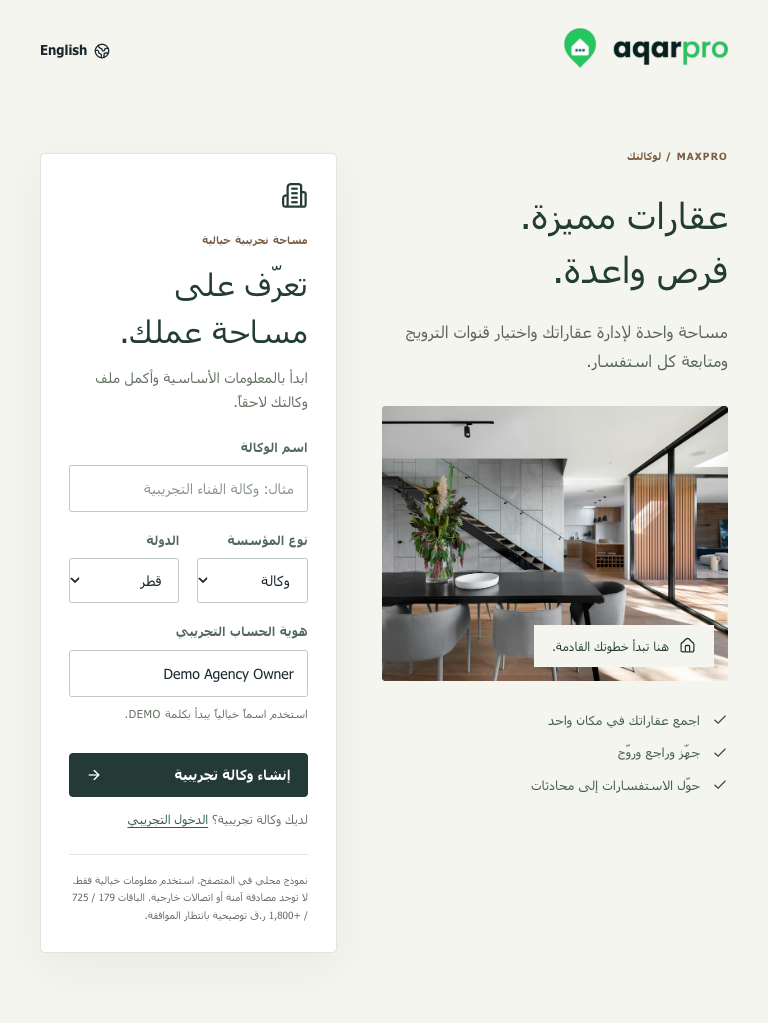 aqarpro
English
MAXPRO / لوكالتك
عقارات مميزة.
فرص واعدة.
مساحة واحدة لإدارة عقاراتك واختيار قنوات الترويج
ومتابعة كل استفسار.
هنا تبدأ خطوتك القادمة.
اجمع عقاراتك في مكان واحد
جهّز وراجع وروّج
حوّل الاستفسارات إلى محادثات
مساحة تجريبية خيالية
تعرّف على
مساحة عملك.
ابدأ بالمعلومات الأساسية وأكمل ملف
وكالتك لاحقاً.
اسم الوكالة
مثال: وكالة الفناء التجريبية
نوع المؤسسة
الدولة
وكالة
قطر
هوية الحساب التجريبي
Demo Agency Owner
استخدم اسماً خيالياً يبدأ بكلمة DEMO.
إنشاء وكالة تجريبية
لديك وكالة تجريبية؟ الدخول التجريبي
نموذج محلي في المتصفح. استخدم معلومات خيالية فقط.
لا توجد مصادقة آمنة أو اتصالات خارجية. الباقات 179 / 725
/ +1,800 ر.ق توضيحية بانتظار الموافقة.